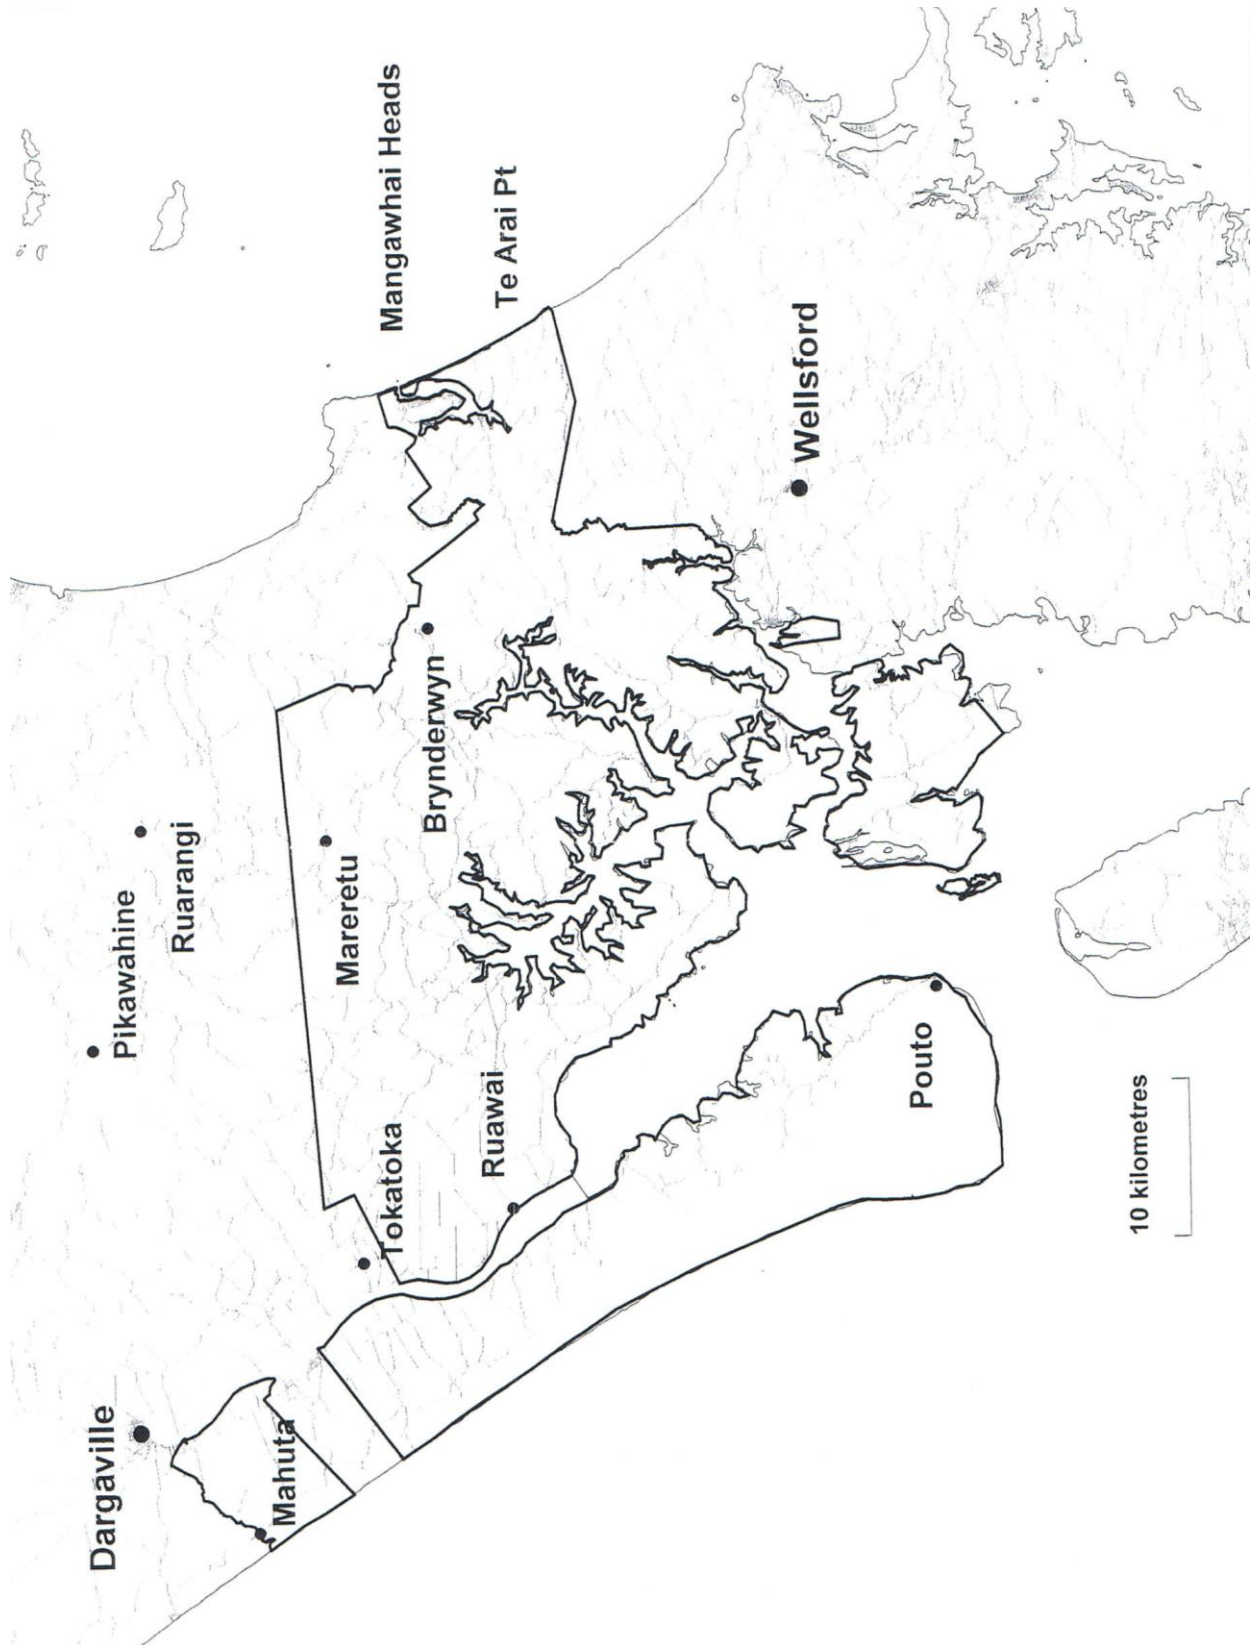 Dargaville
Mahuta
Pikawahine
Ruarangi
Tokatoka
Mareretu
Ruawai
Brynderwyn
Mangawhai Heads
Te Arai Pt
Wellsford
Pouto
10 kilometres